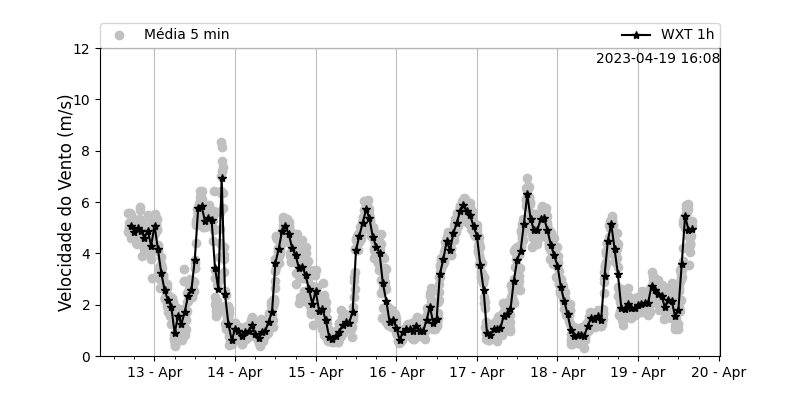 Média 5 min
WXT 1h
2023-04-19 16:08
Velocidade do Vento (m/s)
12
10
8
6
4
2
0
13 - Apr
14 - Apr
15 - Apr
16 - Apr
17 - Apr
18 - Apr
19 - Apr
20 - Apr